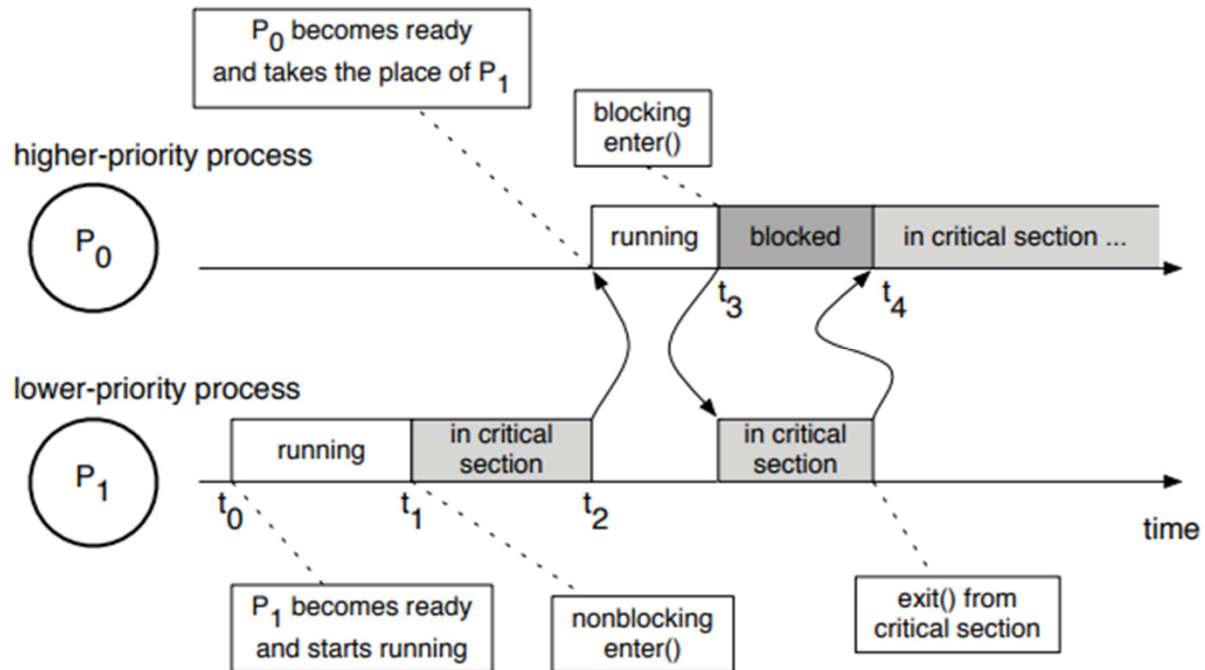 P0 becomes ready
and takes the place of P1
blocking
enter()
higher-priority process
P0
running
blocked
in critical section ...
t3
t4
lower-priority process
P1
running
in critical
section
in critical
section
t0
t1
t2
time
P1 becomes ready
and starts running
nonblocking
enter()
exit() from
critical section